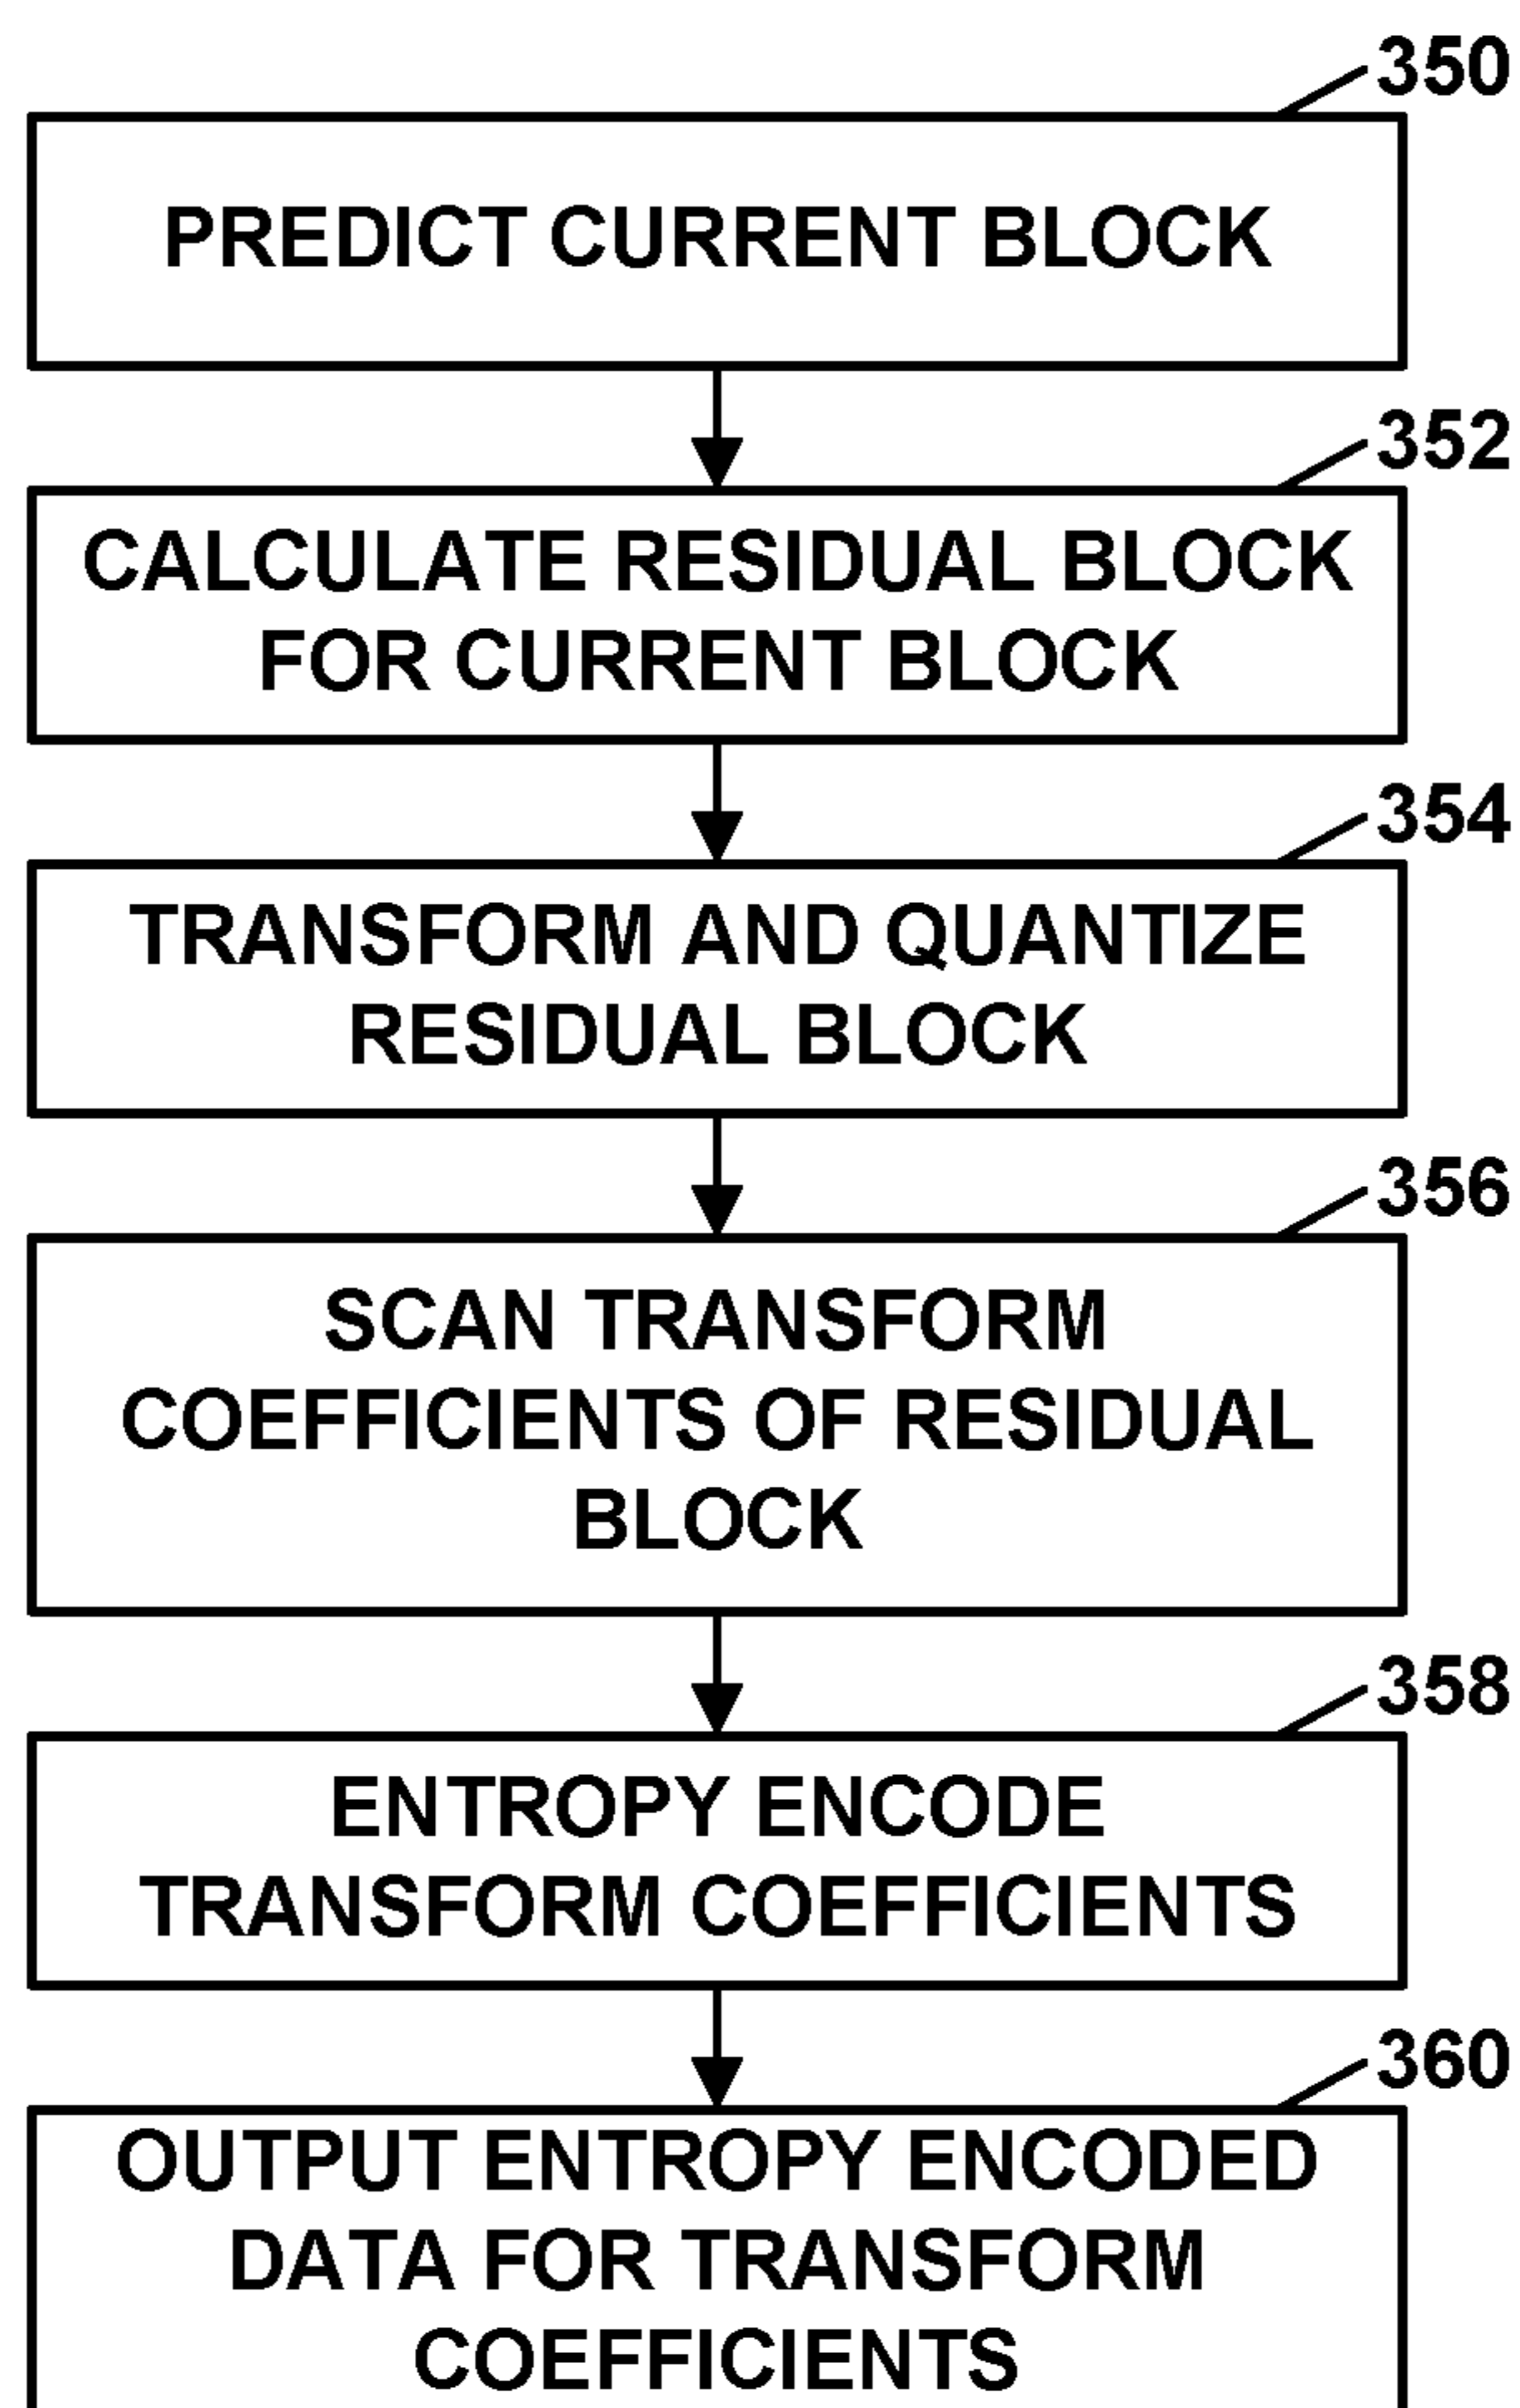 350
PREDICT CURRENT BLOCK
352
CALCULATE RESIDUAL BLOCK
FOR CURRENT BLOCK
354
TRANSFORM AND QUANTIZE
RESIDUAL BLOCK
356
SCAN TRANSFORM
COEFFICIENTS OF RESIDUAL
BLOCK
358
ENTROPY ENCODE
TRANSFORM COEFFICIENTS
360
OUTPUT ENTROPY ENCODED
DATA FOR TRANSFORM
COEFFICIENTS